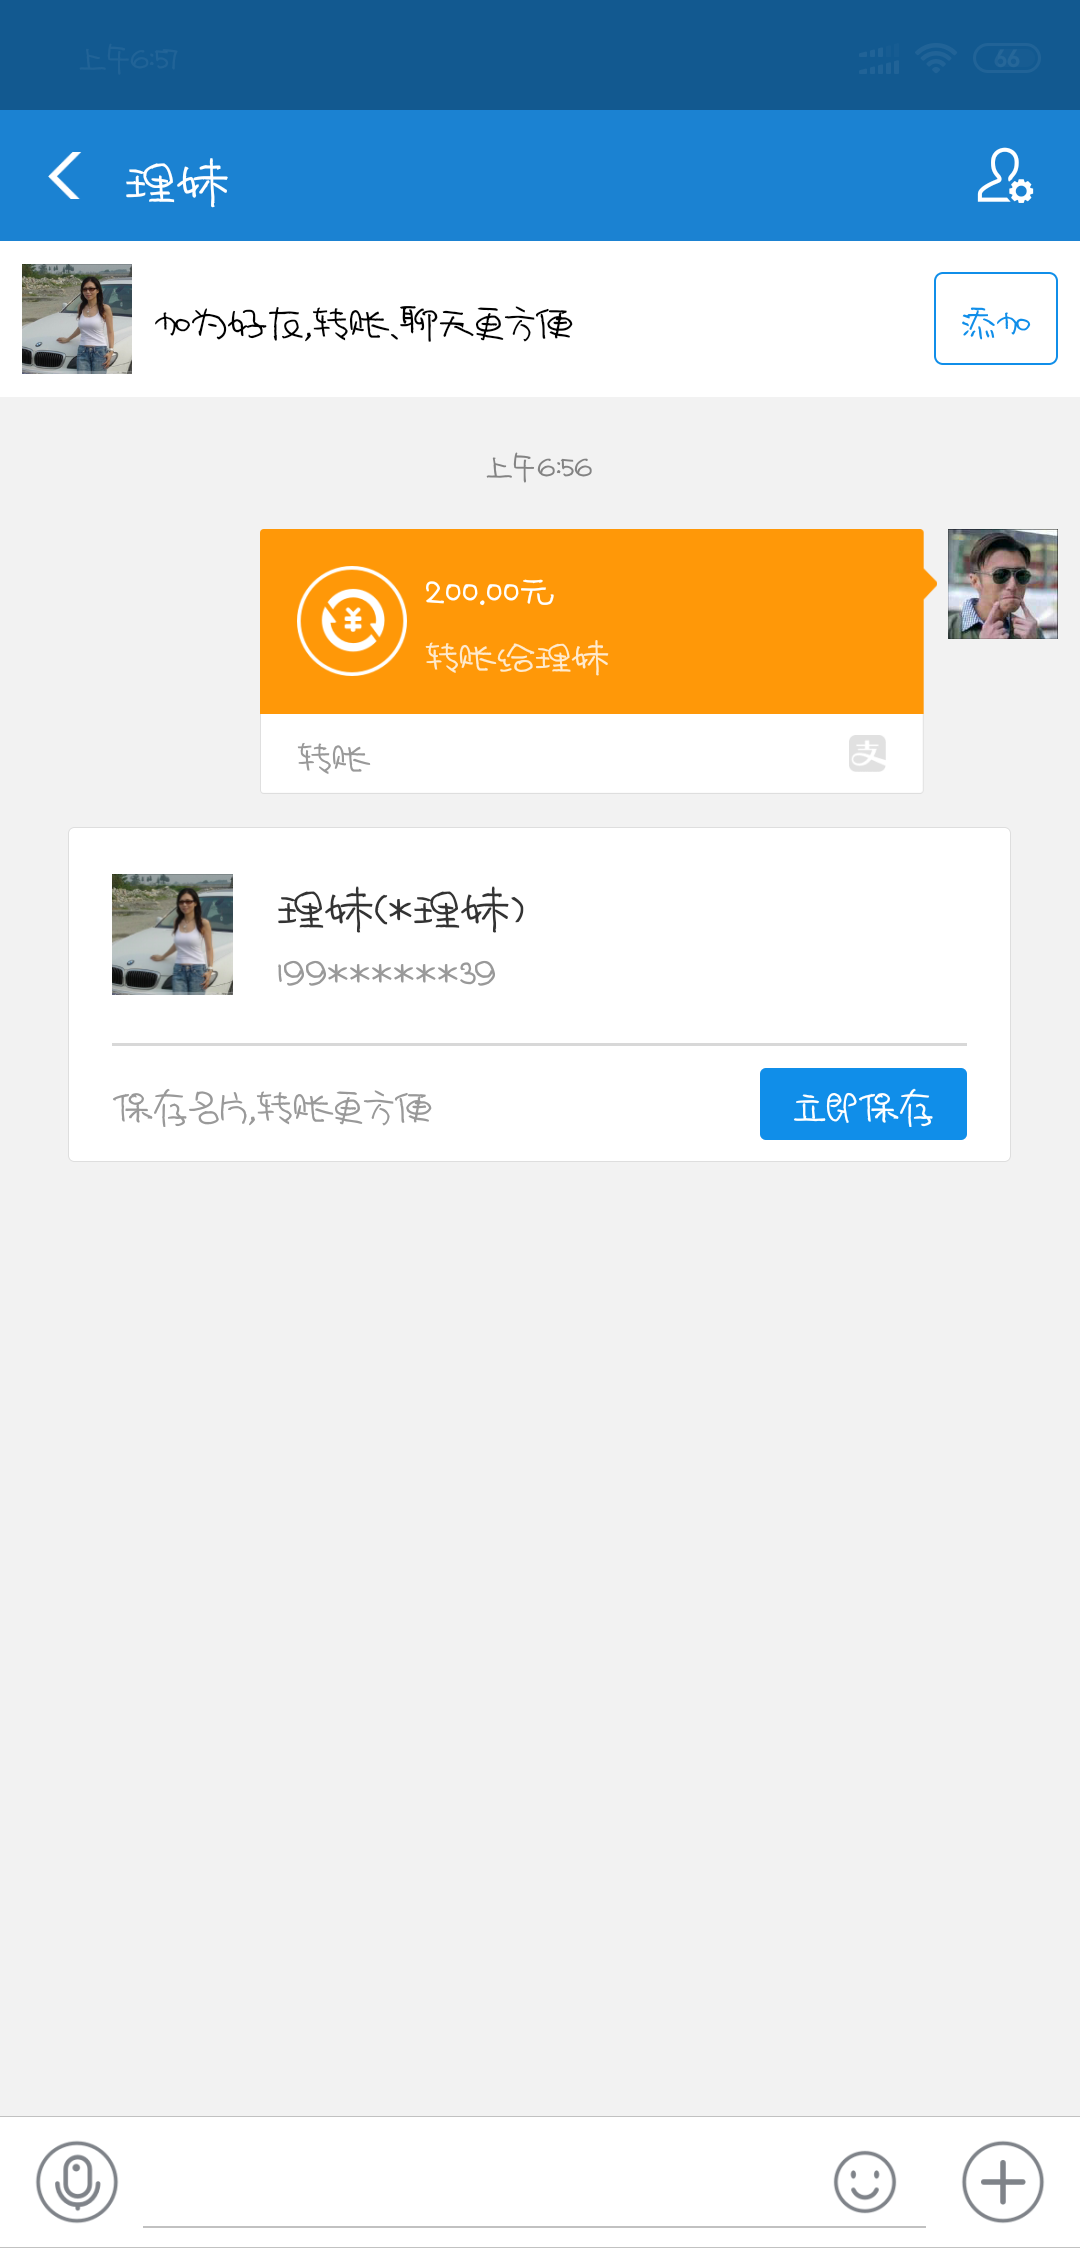 上午6:57
66
理妹
加为好友,转账、聊天更方便
添加
上午6:56
200.00元
转账给理妹
转账
支
理妹(*理妹)
199******39
保存名片,转账更方便
立即保存